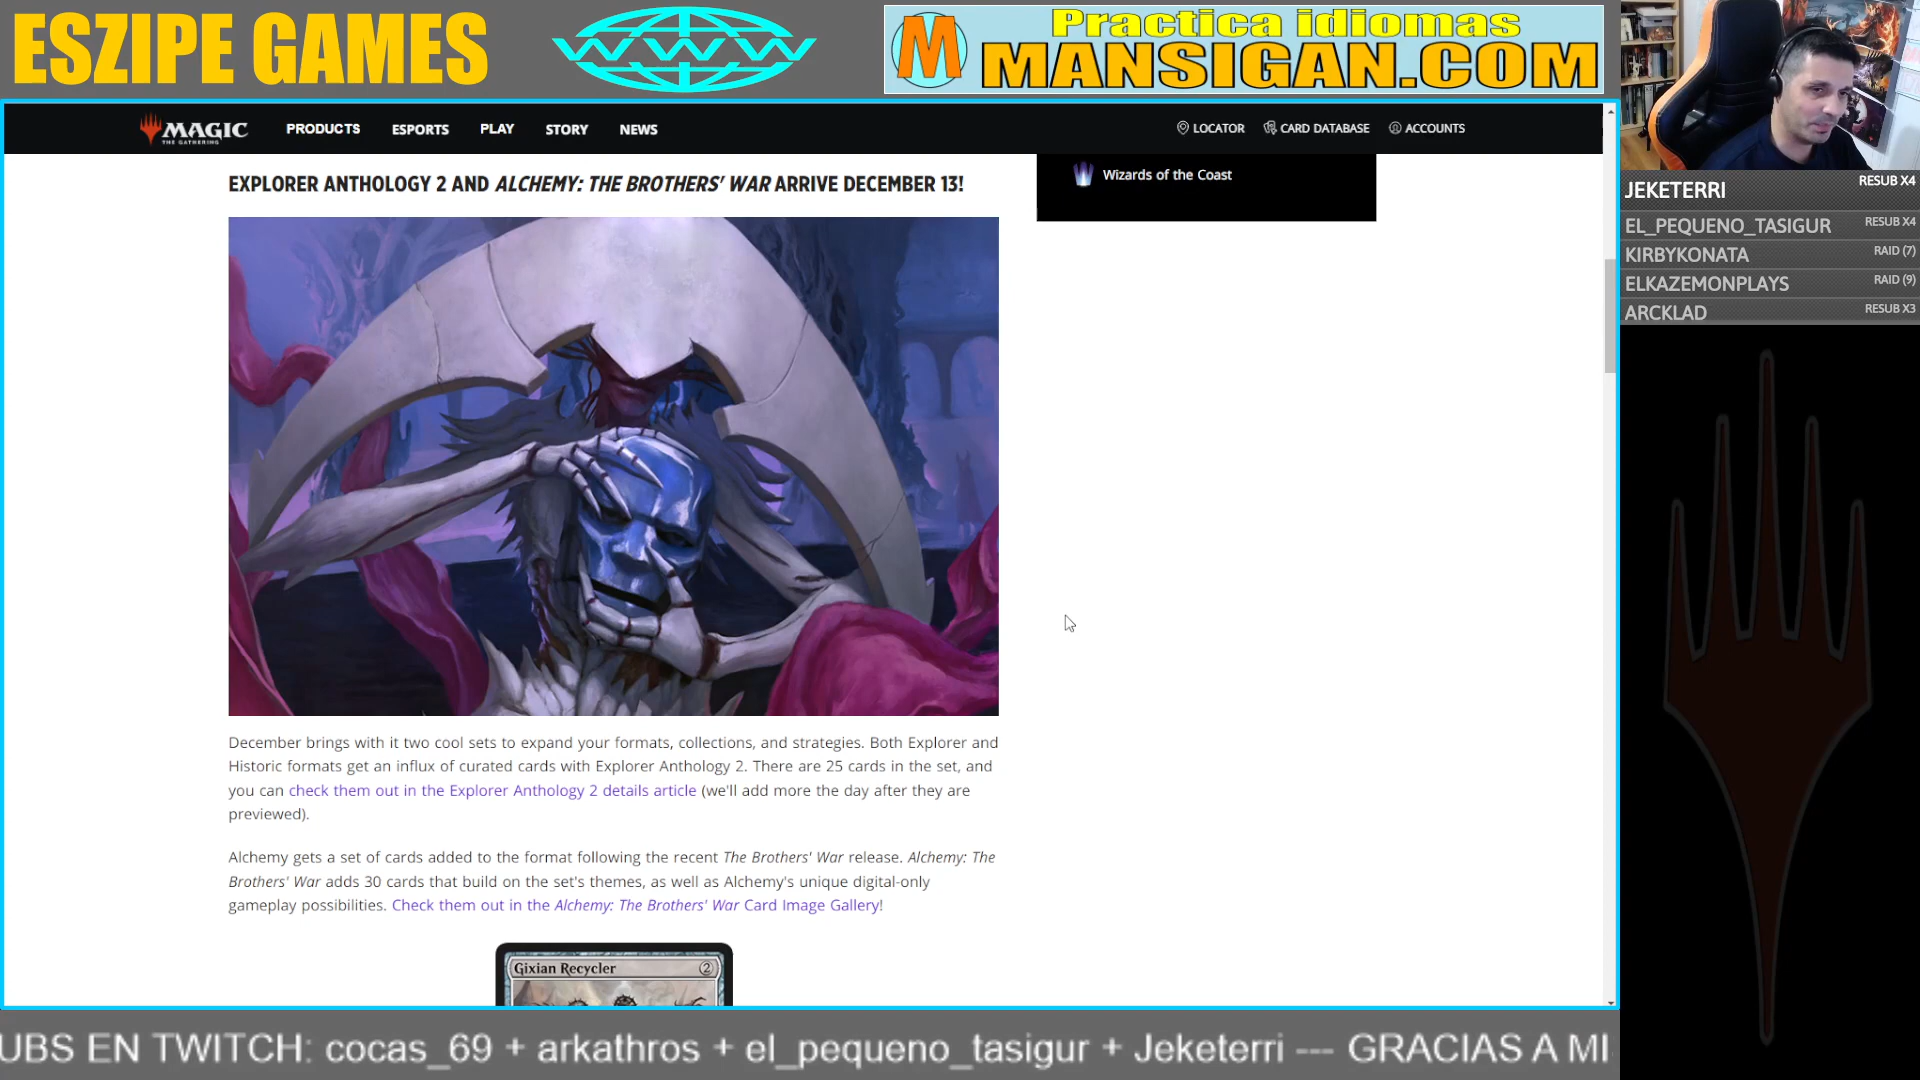 ESZIPE GAMES
WWW
M
Practica idiomas
MANSIGAN.COM
MAGIC
THE GATHERING
PRODUCTS
ESPORTS
PLAY
STORY
NEWS
LOCATOR
CARD DATABASE
ACCOUNTS
EXPLORER ANTHOLOGY 2 AND ALCHEMY: THE BROTHERS' WAR ARRIVE DECEMBER 13!
Wizards of the Coast
JEKETERRI RESUB X4
EL_PEQUENO_TASIGUR RESUB X4
KIRBYKONATA RAID (7)
ELKAZEMONPLAYS RAID (9)
ARCKLAD RESUB X3
December brings with it two cool sets to expand your formats, collections, and strategies. Both Explorer and
Historic formats get an influx of curated cards with Explorer Anthology 2. There are 25 cards in the set, and
you can check them out in the Explorer Anthology 2 details article (we'll add more the day after they are
previewed).
Alchemy gets a set of cards added to the format following the recent The Brothers' War release. Alchemy: The
Brothers' War adds 30 cards that build on the set's themes, as well as Alchemy's unique digital-only
gameplay possibilities. Check them out in the Alchemy: The Brothers' War Card Image Gallery!
Gixian Recycler 2
UBS EN TWITCH: cocas_69 + arkathros + el_pequeno_tasigur + Jeketerri --- GRACIAS A MI